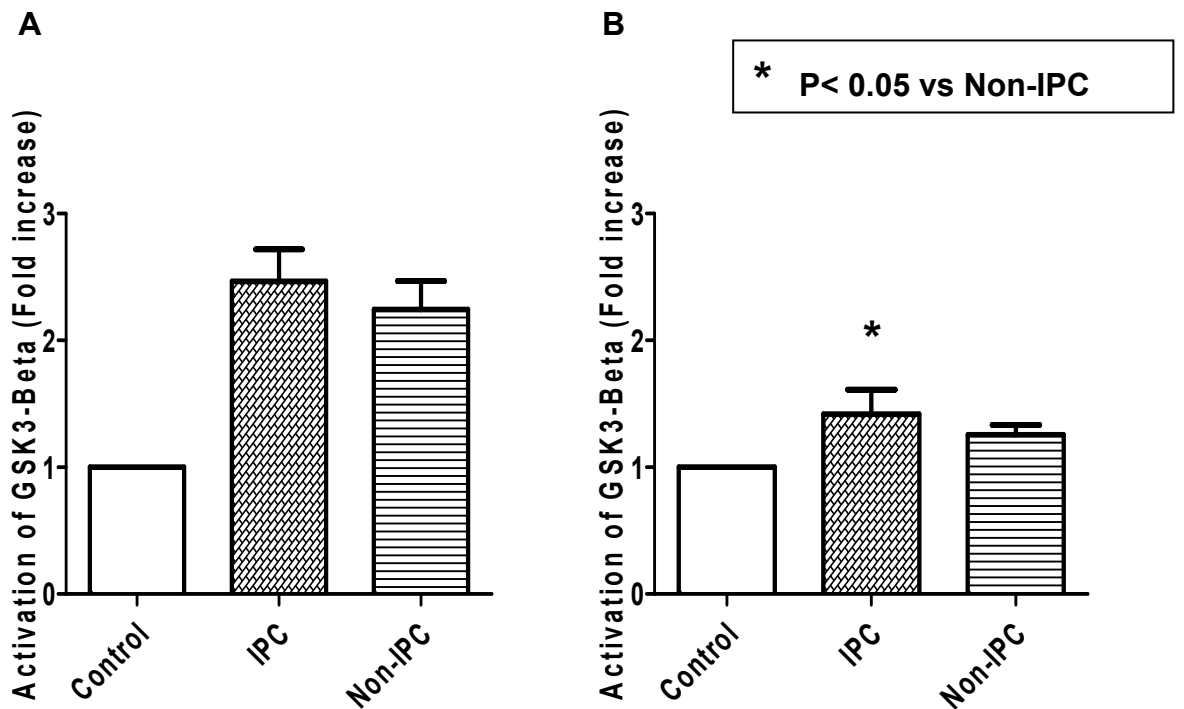 A
Activation of GSK3-Beta (Fold increase)
3
2
1
0
Control
IPC
Non-IPC
B
* P< 0.05 vs Non-IPC
Activation of GSK3-Beta (Fold increase)
3
2
1
0
*
Control
IPC
Non-IPC